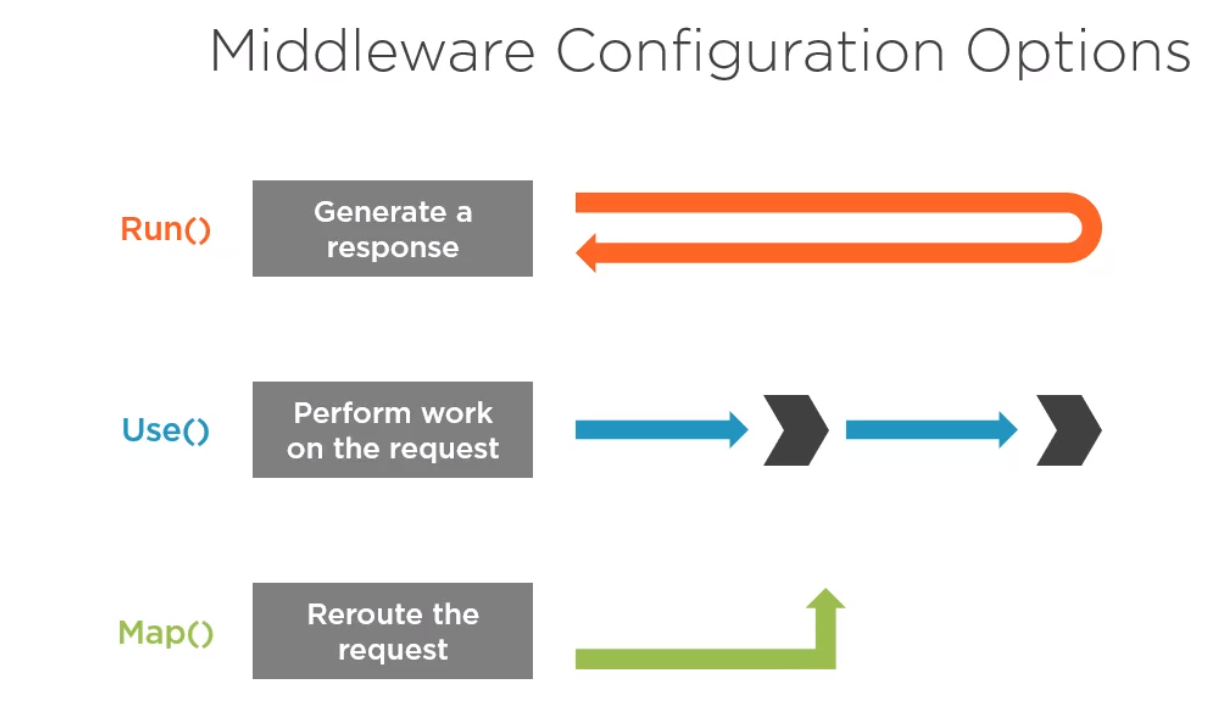 Middleware Configuration Options
Run()
Generate a
response
Use()
Perform work
on the request
Map()
Reroute the
request